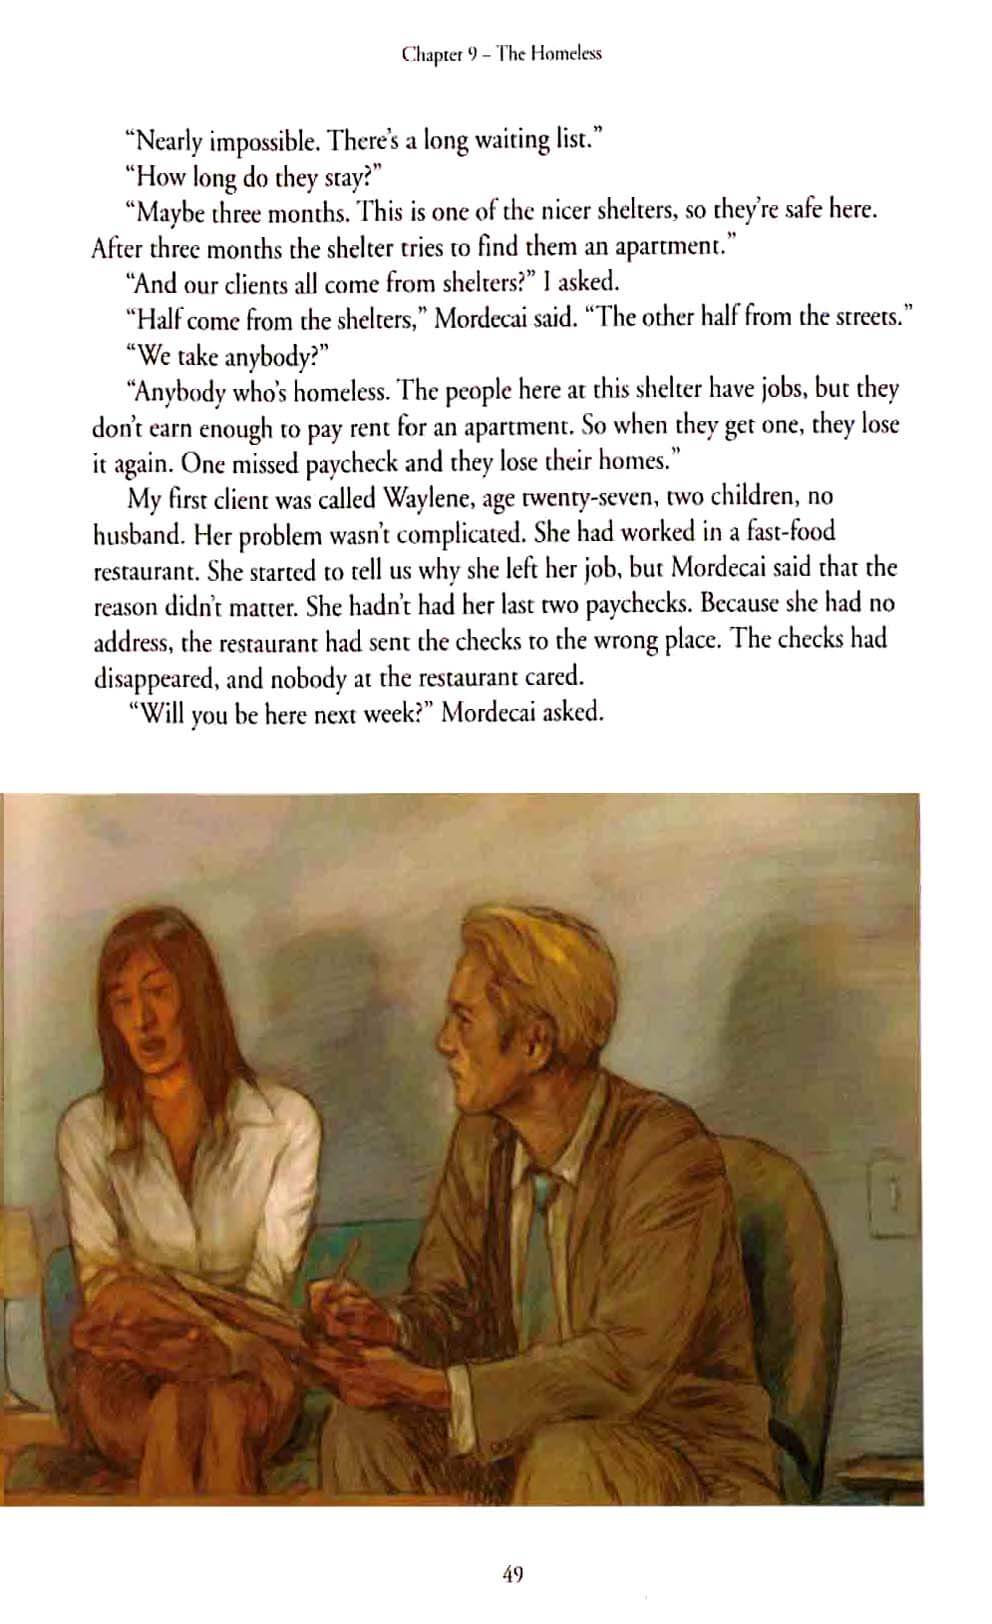 Chapter 9 – The Homeless
“Nearly impossible. There’s a long waiting list.”
“How long do they stay?”
“Maybe three months. This is one of the nicer shelters, so they’re safe here.
After three months the shelter tries to find them an apartment.”
“And our clients all come from shelters?” I asked.
“Half come from the shelters,” Mordecai said. “The other half from the streets.”
“We take anybody?”
“Anybody who’s homeless. The people here at this shelter have jobs, but they
don’t earn enough to pay rent for an apartment. So when they get one, they lose
it again. One missed paycheck and they lose their homes.”
My first client was called Waylene, age twenty-seven, two children, no
husband. Her problem wasn’t complicated. She had worked in a fast-food
restaurant. She started to tell us why she left her job, but Mordecai said that the
reason didn’t matter. She hadn’t had her last two paychecks. Because she had no
address, the restaurant had sent the checks to the wrong place. The checks had
disappeared, and nobody at the restaurant cared.
“Will you be here next week?” Mordecai asked.
49